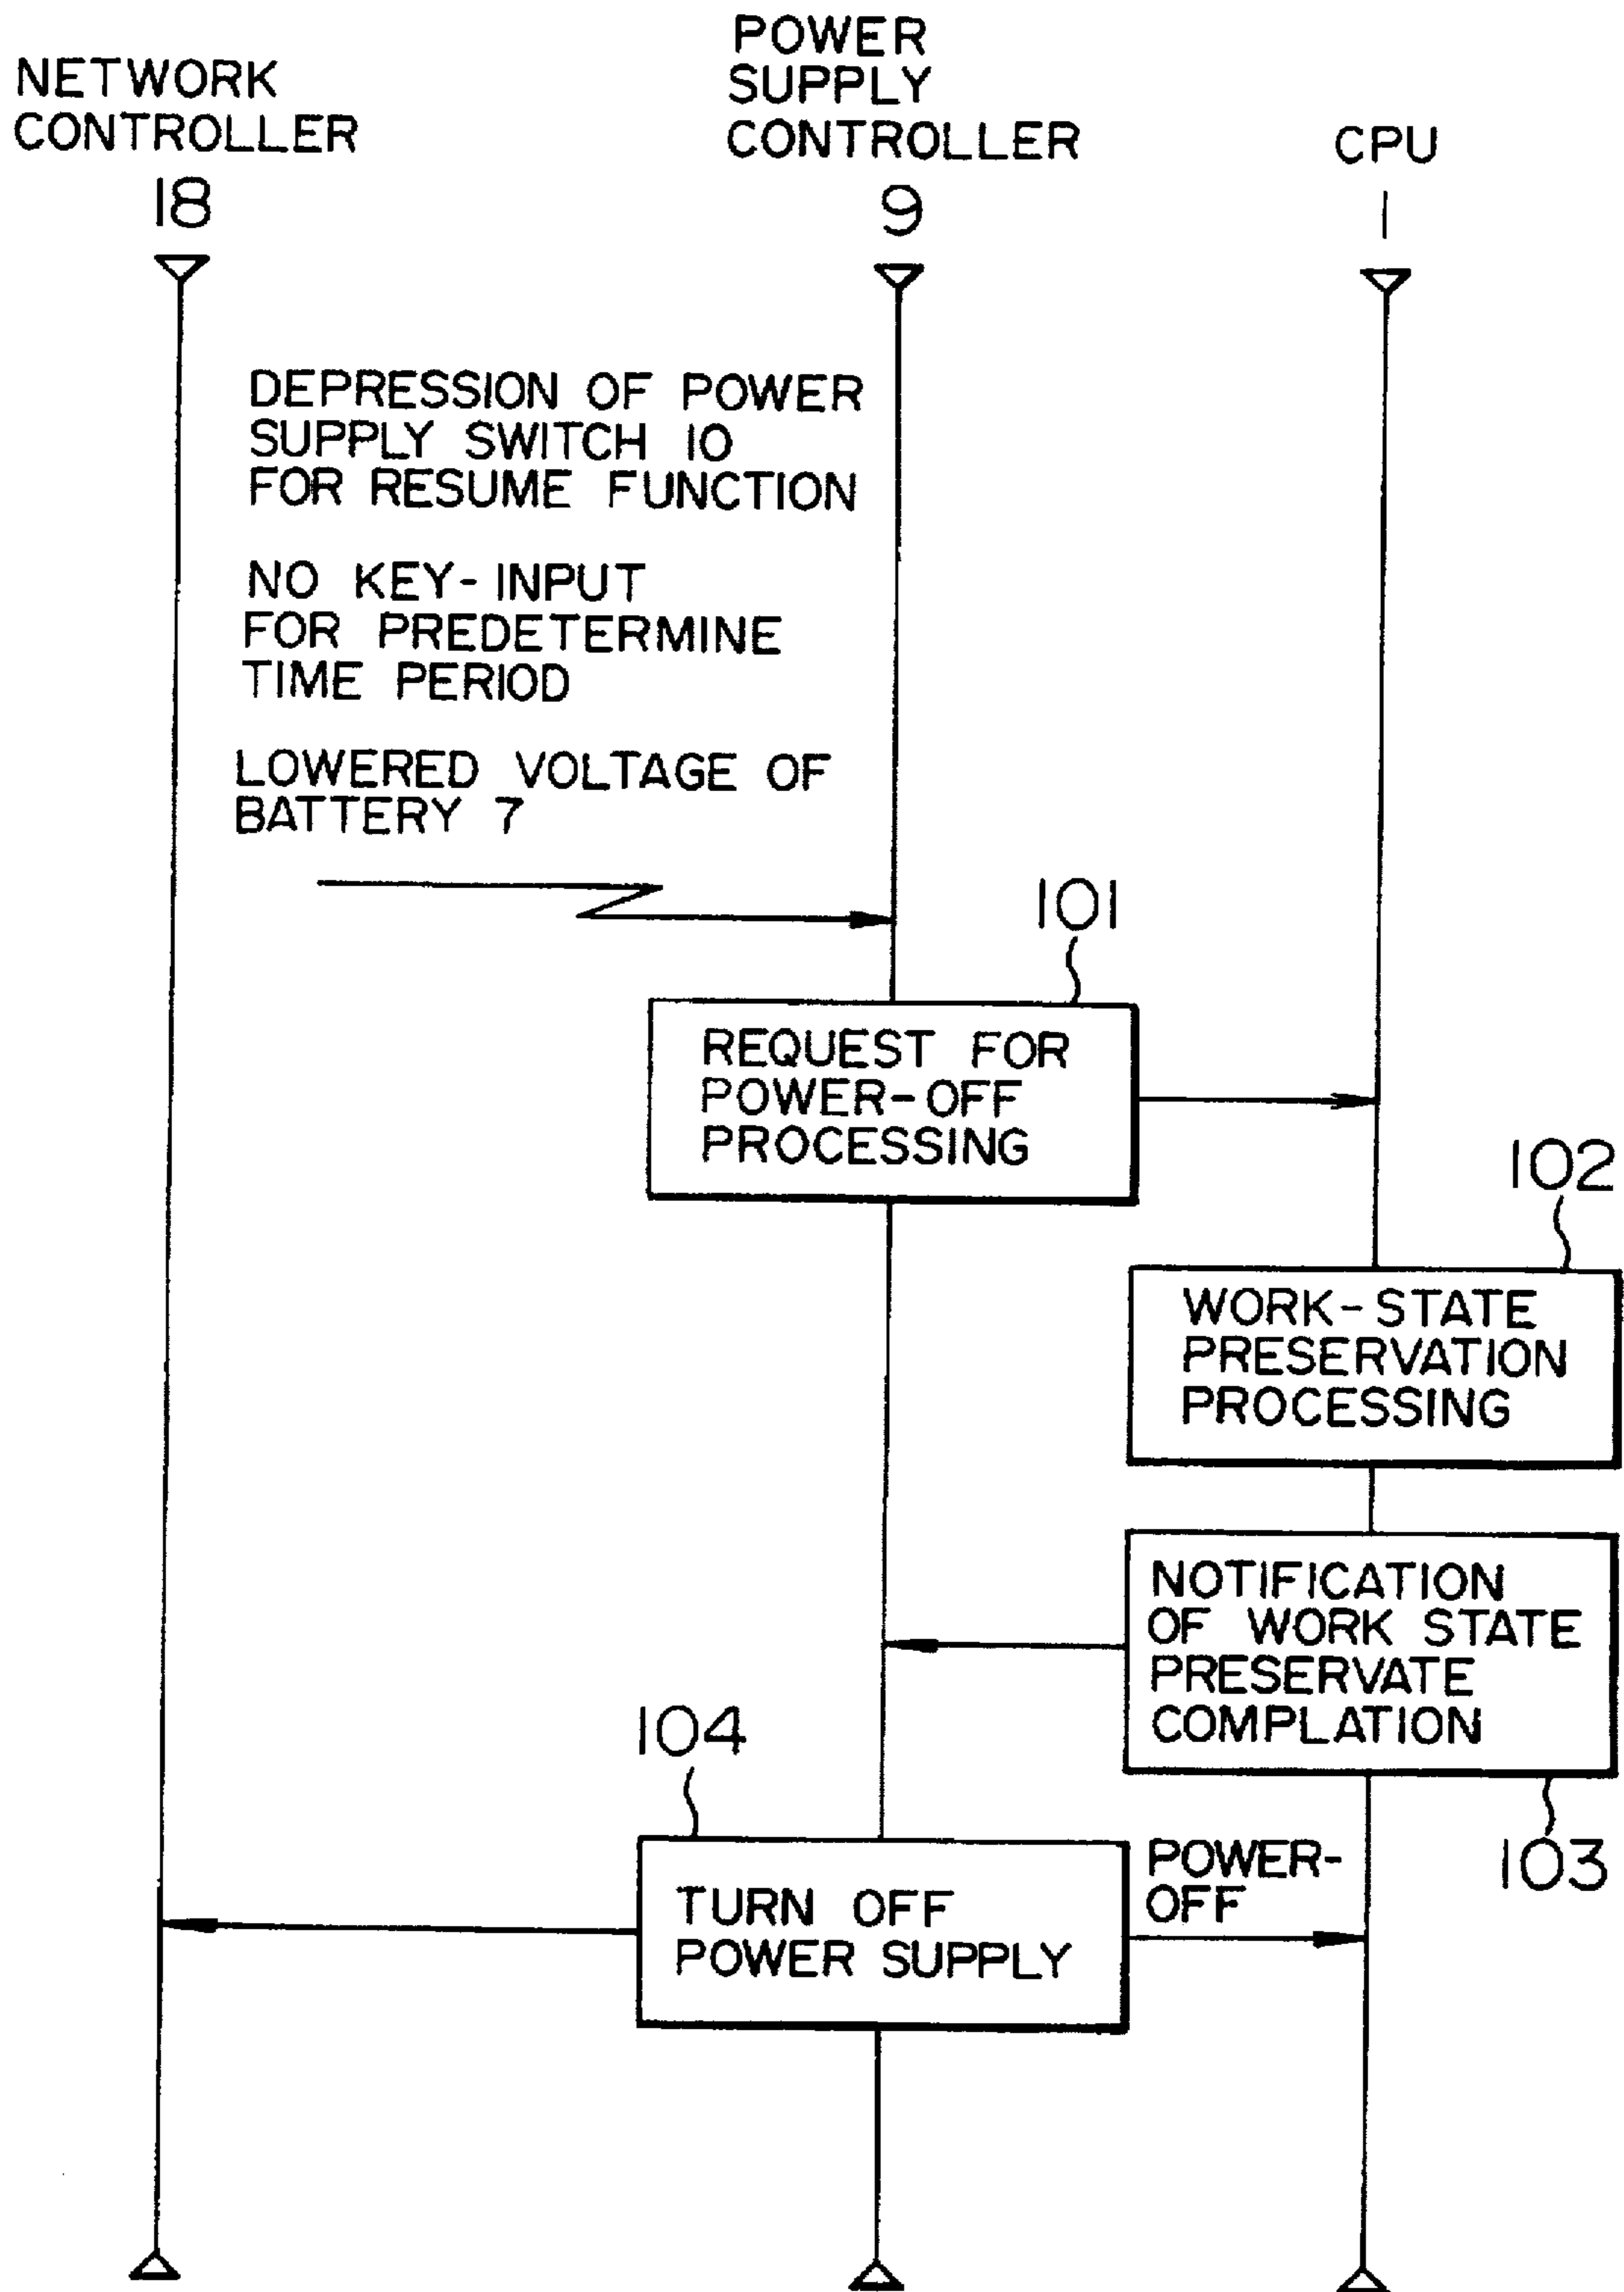 NETWORK
CONTROLLER
18
POWER
SUPPLY
CONTROLLER
9
CPU
1
DEPRESSION OF POWER
SUPPLY SWITCH 10
FOR RESUME FUNCTION
NO KEY-INPUT
FOR PREDETERMINE
TIME PERIOD
LOWERED VOLTAGE OF
BATTERY 7
101
REQUEST FOR
POWER-OFF
PROCESSING
102
WORK-STATE
PRESERVATION
PROCESSING
NOTIFICATION
OF WORK STATE
PRESERVATE
COMPLATION
103
104
TURN OFF
POWER SUPPLY
POWER-
OFF